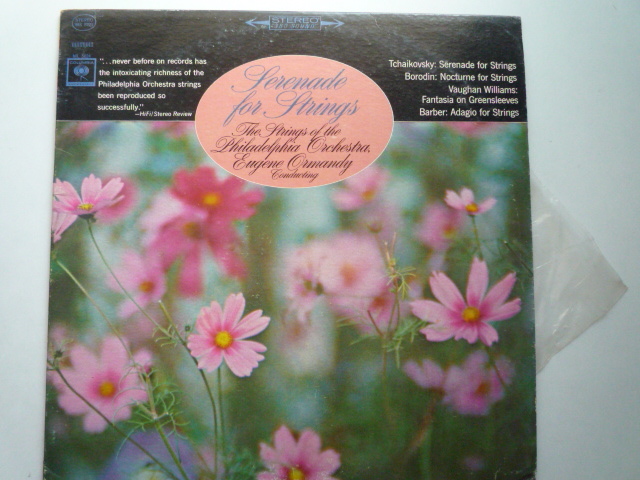 STEREO
"...never before on records has
the intoxicating richness of the
Philadelphia Orchestra strings
been reproduced so
successfully."
—HiFi/Stereo Review
Serenade
for Strings
The Strings of the
Philadelphia Orchestra,
Eugene Ormandy
Conducting
Tchaikovsky: Serenade for Strings
Borodin: Nocturne for Strings
Vaughan Williams:
Fantasia on Greensleeves
Barber: Adagio for Strings